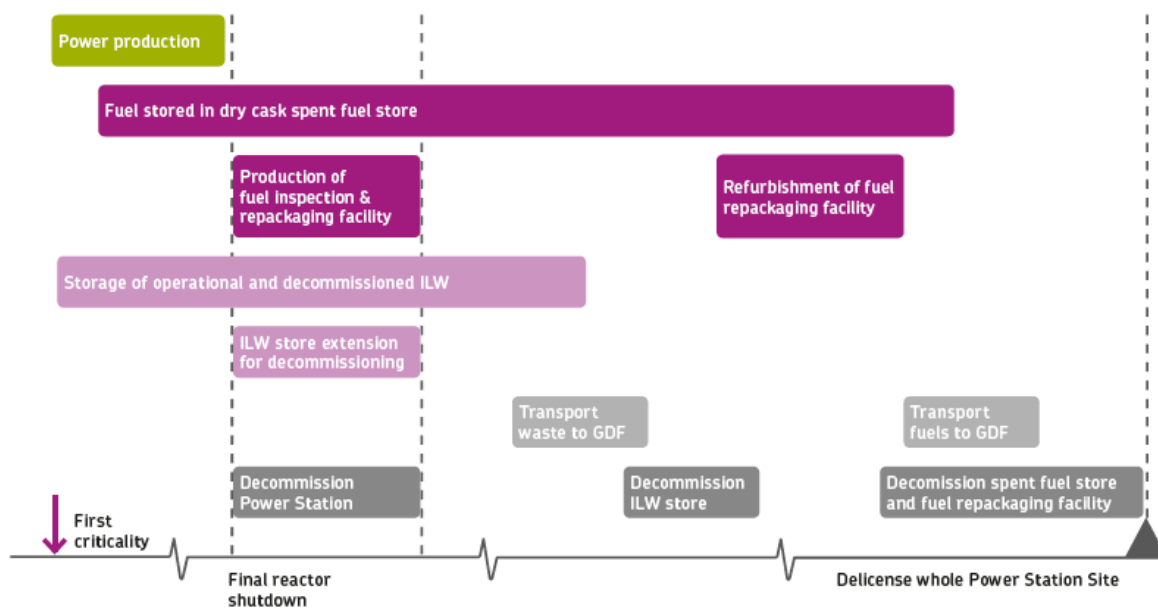 Power production
Fuel stored in dry cask spent fuel store
Production of
fuel inspection &
repackaging facility
Refurbishment of fuel
repackaging facility
Storage of operational and decommissioned ILW
ILW store extension
for decommissioning
Transport
waste to GDF
Transport
fuels to GDF
Decommission
Power Station
Decommission
ILW store
Decomission spent fuel store
and fuel repackaging facility
First
criticality
Final reactor
shutdown
Delicense whole Power Station Site